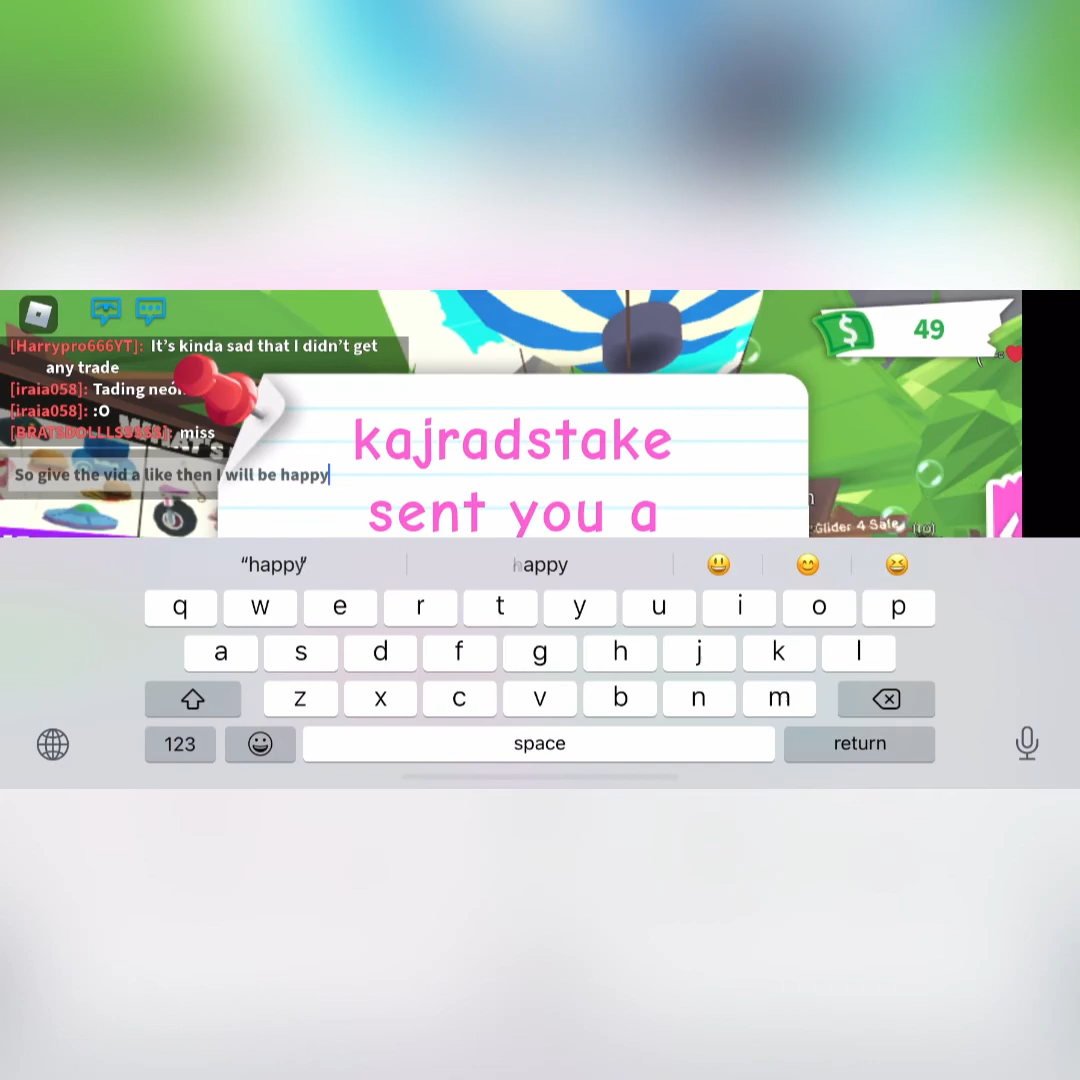 [Harrypro666YT]: It’s kinda sad that I didn’t get
any trade
[iraia058]: Tading neón
[iraia058]: :O
miss
So give the vid a like then I will be happy
49
kajradstake
sent you a
Glider 4 Sale
“happy”
happy
q w e r t y u i o p
a s d f g h j k l
z x c v b n m
123
space
return